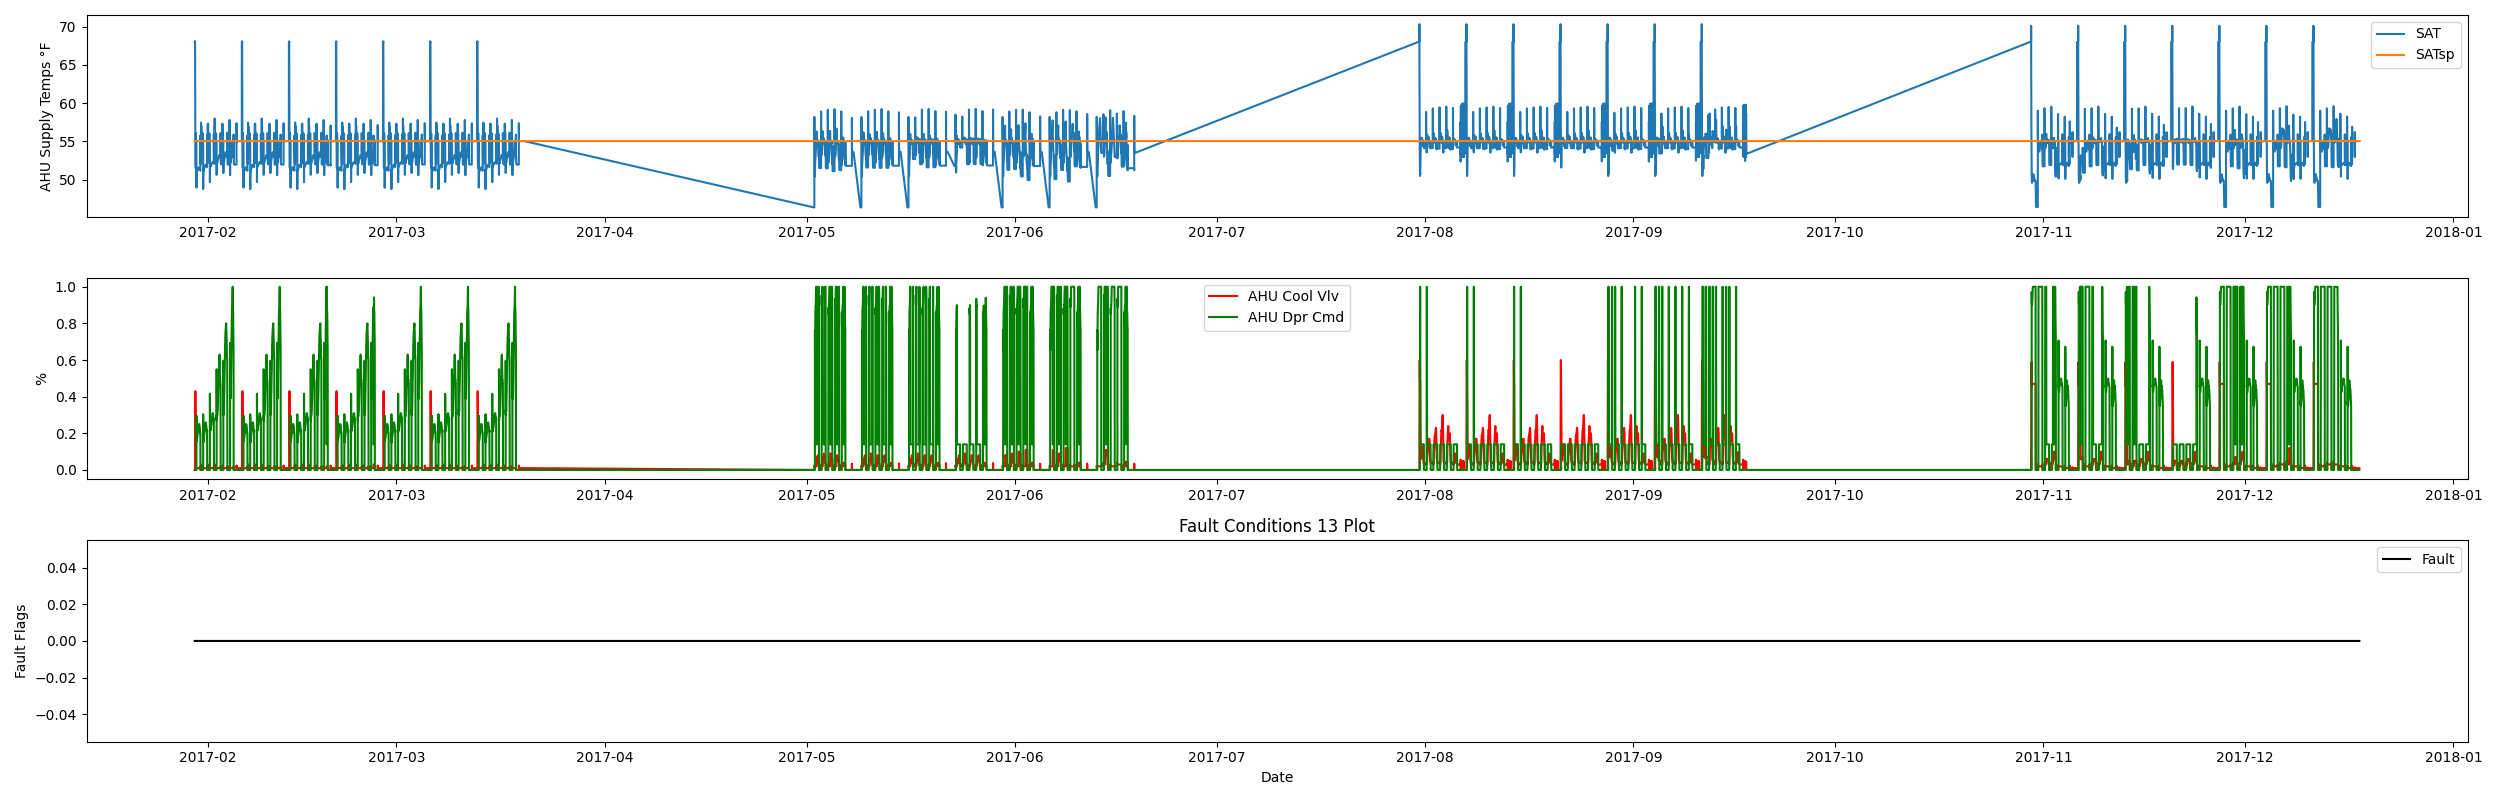 70
65
60
55
50
AHU Supply Temps °F
SAT
SATsp
2017-02 2017-03 2017-04 2017-05 2017-06 2017-07 2017-08 2017-09 2017-10 2017-11 2017-12 2018-01
1.0
0.8
0.6
0.4
0.2
0.0
%
AHU Cool Vlv
AHU Dpr Cmd
2017-02 2017-03 2017-04 2017-05 2017-06 2017-07 2017-08 2017-09 2017-10 2017-11 2017-12 2018-01
Fault Conditions 13 Plot
0.04
0.02
0.00
−0.02
−0.04
Fault Flags
Fault
2017-02 2017-03 2017-04 2017-05 2017-06 2017-07 2017-08 2017-09 2017-10 2017-11 2017-12 2018-01
Date